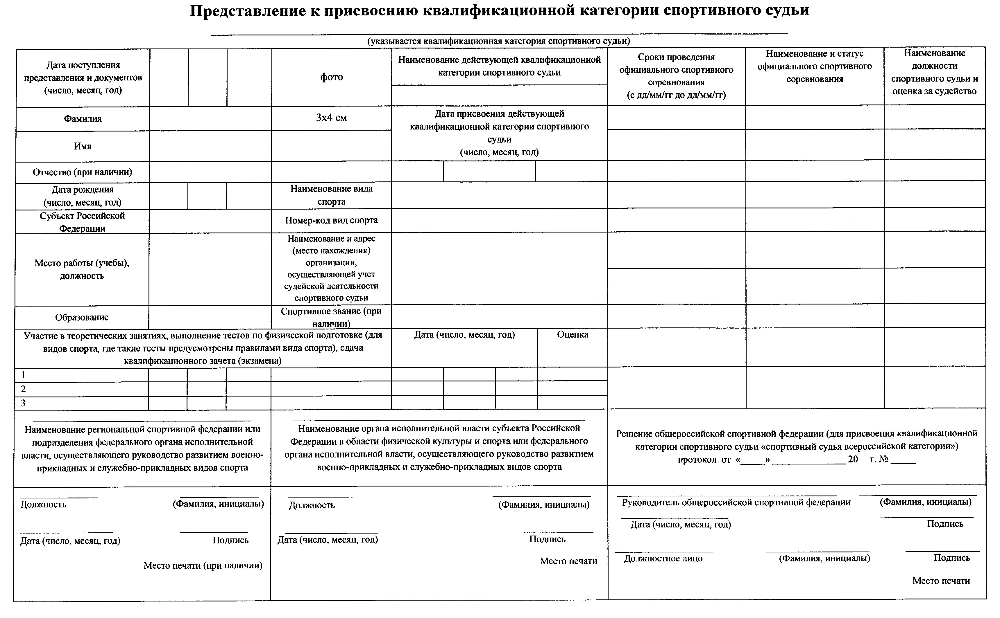 Представление к присвоению квалификационной категории спортивного судьи
(указывается квалификационная категория спортивного судьи)
Дата поступления
представления и документов
(число, месяц, год)
фото
Наименование действующей квалификационной
категории спортивного судьи
Сроки проведения
официального спортивного
соревнования
(с дд/мм/гг до дд/мм/гг)
Наименование и статус
официального спортивного
соревнования
Наименование
должности
спортивного судьи и
оценка за судейство
Фамилия
3х4 см
Дата присвоения действующей
квалификационной категории спортивного
судьи
(число, месяц, год)
Имя
Отчество (при наличии)
Дата рождения
(число, месяц, год)
Наименование вида
спорта
Субъект Российской
Федерации
Номер-код вид спорта
Место работы (учебы),
должность
Наименование и адрес
(место нахождения)
организации,
осуществляющей учет
судейской деятельности
спортивного судьи
Образование
Спортивное звание (при
наличии)
Участие в теоретических занятиях, выполнение тестов по физической подготовке (для
видов спорта, где такие тесты предусмотрены правилами вида спорта), сдача
квалификационного зачета (экзамена)
Дата (число, месяц, год)
Оценка
1
2
3
Наименование региональной спортивной федерации или
подразделения федерального органа исполнительной
власти, осуществляющего руководство развитием военно-
прикладных и служебно-прикладных видов спорта
Наименование органа исполнительной власти субъекта Российской
Федерации в области физической культуры и спорта или федерального
органа исполнительной власти, осуществляющего руководство развитием
военно-прикладных и служебно-прикладных видов спорта
Решение общероссийской спортивной федерации (для присвоения квалификационной
категории спортивного судьи «спортивный судья всероссийской категории»)
протокол от «_____» _______________ 20 г. № _____
Должность
(Фамилия, инициалы)
Дата (число, месяц, год)
Подпись
Место печати (при наличии)
Должность
(Фамилия, инициалы)
Дата (число, месяц, год)
Подпись
Место печати
Руководитель общероссийской спортивной федерации
(Фамилия, инициалы)
Дата (число, месяц, год)
Подпись
Должностное лицо
(Фамилия, инициалы)
Подпись
Место печати